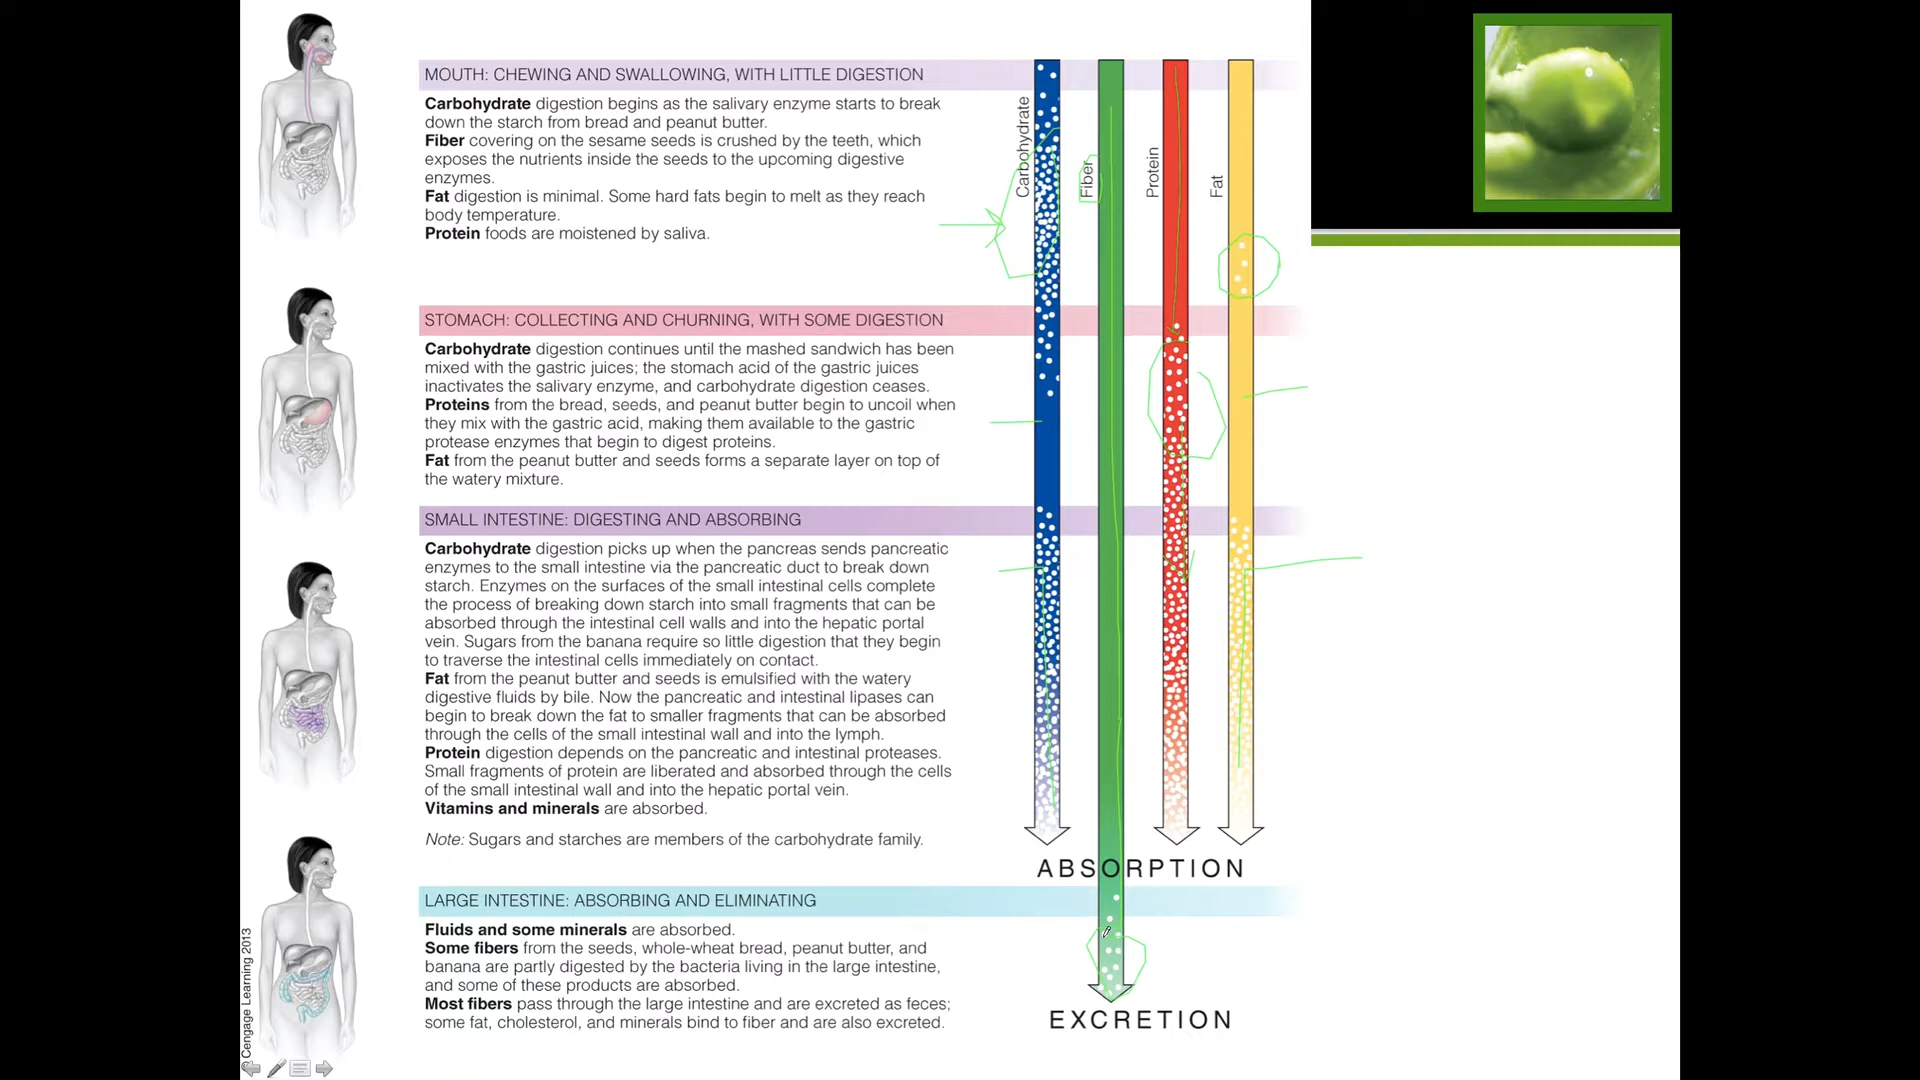 MOUTH: CHEWING AND SWALLOWING, WITH LITTLE DIGESTION
Carbohydrate digestion begins as the salivary enzyme starts to break
down the starch from bread and peanut butter.
Fiber covering on the sesame seeds is crushed by the teeth, which
exposes the nutrients inside the seeds to the upcoming digestive
enzymes.
Fat digestion is minimal. Some hard fats begin to melt as they reach
body temperature.
Protein foods are moistened by saliva.
Carbohydrate
Fiber
Protein
Fat
STOMACH: COLLECTING AND CHURNING, WITH SOME DIGESTION
Carbohydrate digestion continues until the mashed sandwich has been
mixed with the gastric juices; the stomach acid of the gastric juices
inactivates the salivary enzyme, and carbohydrate digestion ceases.
Proteins from the bread, seeds, and peanut butter begin to uncoil when
they mix with the gastric acid, making them available to the gastric
protease enzymes that begin to digest proteins.
Fat from the peanut butter and seeds forms a separate layer on top of
the watery mixture.
SMALL INTESTINE: DIGESTING AND ABSORBING
Carbohydrate digestion picks up when the pancreas sends pancreatic
enzymes to the small intestine via the pancreatic duct to break down
starch. Enzymes on the surfaces of the small intestinal cells complete
the process of breaking down starch into small fragments that can be
absorbed through the intestinal cell walls and into the hepatic portal
vein. Sugars from the banana require so little digestion that they begin
to traverse the intestinal cells immediately on contact.
Fat from the peanut butter and seeds is emulsified with the watery
digestive fluids by bile. Now the pancreatic and intestinal lipases can
begin to break down the fat to smaller fragments that can be absorbed
through the cells of the small intestinal wall and into the lymph.
Protein digestion depends on the pancreatic and intestinal proteases.
Small fragments of protein are liberated and absorbed through the cells
of the small intestinal wall and into the hepatic portal vein.
Vitamins and minerals are absorbed.
Note: Sugars and starches are members of the carbohydrate family.
ABSORPTION
LARGE INTESTINE: ABSORBING AND ELIMINATING
Fluids and some minerals are absorbed.
Some fibers from the seeds, whole-wheat bread, peanut butter, and
banana are partly digested by the bacteria living in the large intestine,
and some of these products are absorbed.
Most fibers pass through the large intestine and are excreted as feces;
some fat, cholesterol, and minerals bind to fiber and are also excreted.
EXCRETION
© Cengage Learning 2013